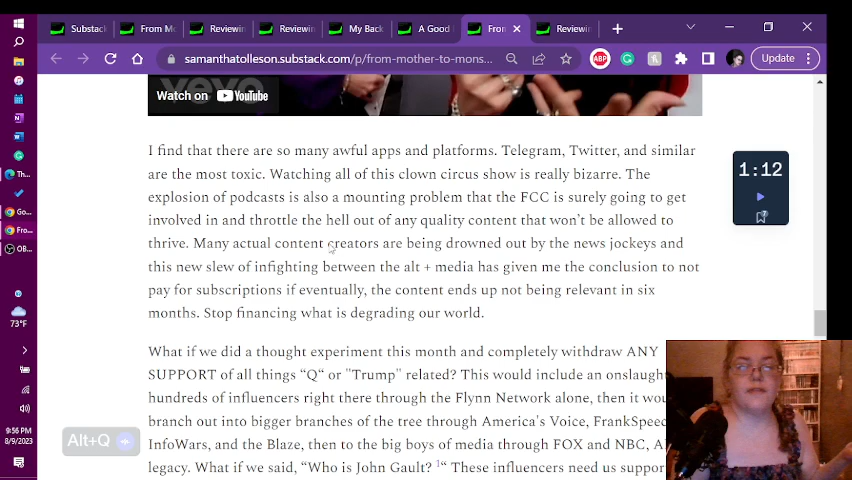 Substack
From M
Reviewin
Reviewin
My Back
A Good
From
Reviewin
samanthatolleson.substack.com/p/from-mother-to-mons...
ABP
Update
Watch on YouTube
I find that there are so many awful apps and platforms. Telegram, Twitter, and similar
are the most toxic. Watching all of this clown circus show is really bizarre. The
explosion of podcasts is also a mounting problem that the FCC is surely going to get
involved in and throttle the hell out of any quality content that won't be allowed to
thrive. Many actual content creators are being drowned out by the news jockeys and
this new slew of infighting between the alt + media has given me the conclusion to not
pay for subscriptions if eventually, the content ends up not being relevant in six
months. Stop financing what is degrading our world.
1:12
What if we did a thought experiment this month and completely withdraw ANY
SUPPORT of all things “Q“ or "Trump" related? This would include an onslaught
hundreds of influencers right there through the Flynn Network alone, then it wou
branch out into bigger branches of the tree through America's Voice, FrankSpeec
InfoWars, and the Blaze, then to the big boys of media through FOX and NBC, A
legacy. What if we said, “Who is John Gault? 1“ These influencers need us suppor
Th...
Go...
Fro...
OB...
73°F
9:56 PM
8/9/2023
Alt+Q